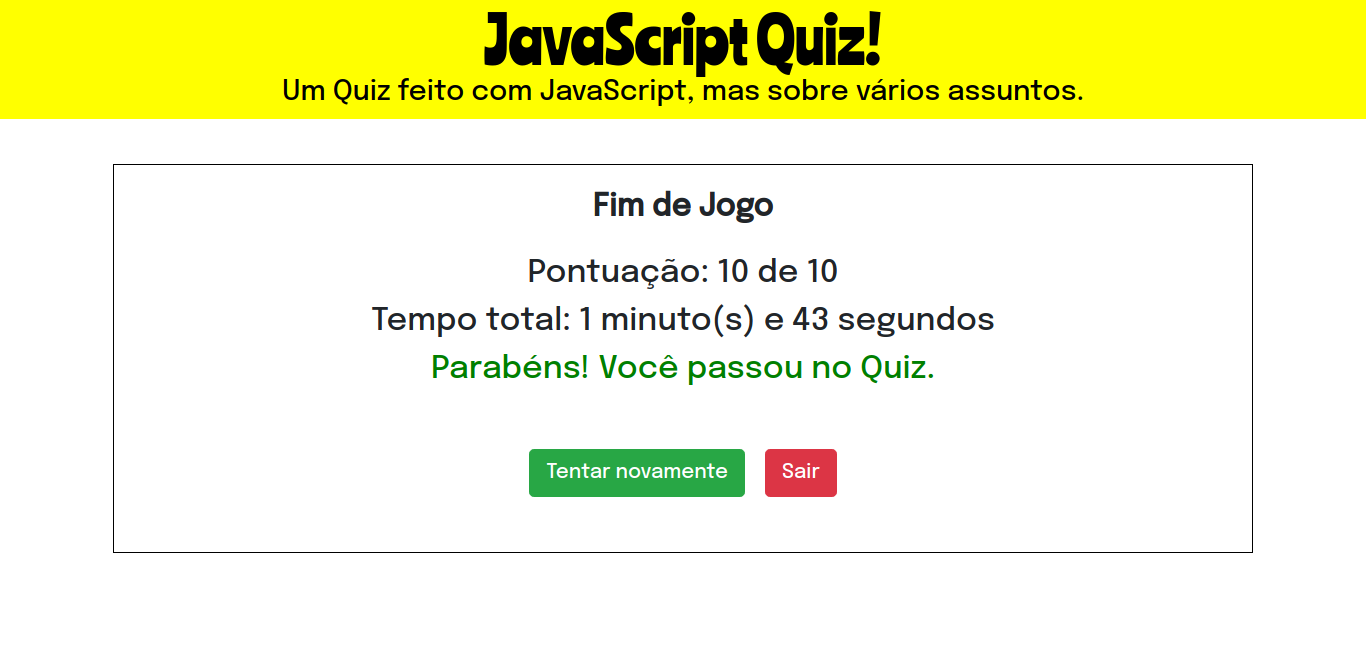 JavaScript Quiz!
Um Quiz feito com JavaScript, mas sobre vários assuntos.
Fim de Jogo
Pontuação: 10 de 10
Tempo total: 1 minuto(s) e 43 segundos
Parabéns! Você passou no Quiz.
Tentar novamente
Sair